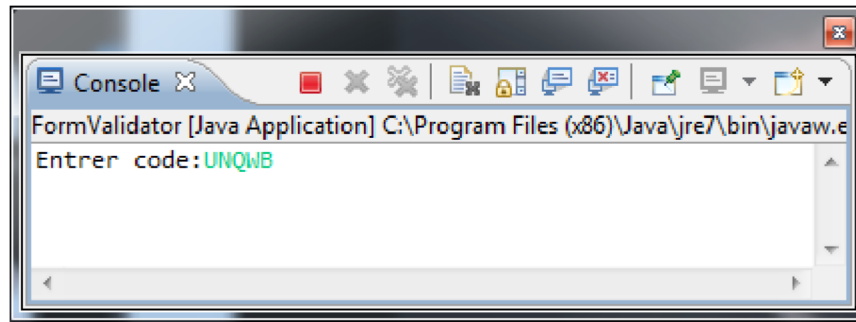 Console
FormValidator [Java Application] C:\Program Files (x86)\Java\jre7\bin\javaw.e
Entrer code:UNQWB